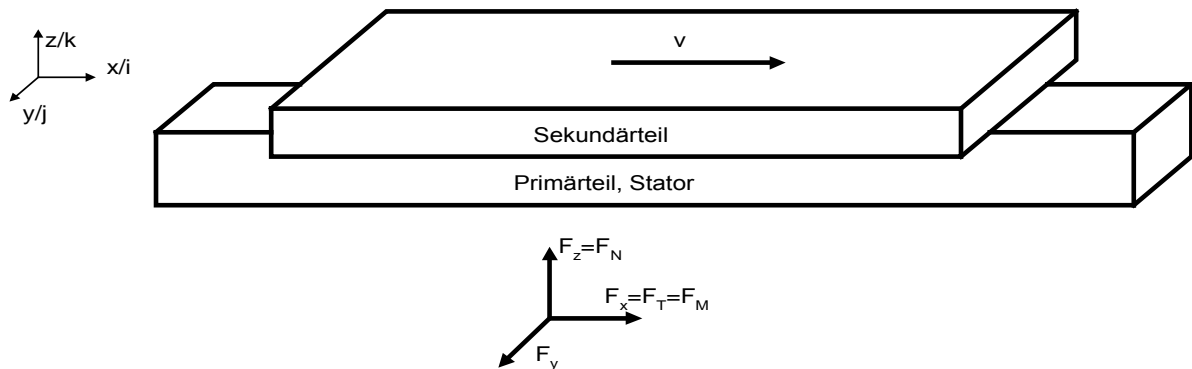 z/k
x/i
y/j
v
Sekundärteil
Primärteil, Stator
F_z=F_N
F_x=F_T=F_M
F_y